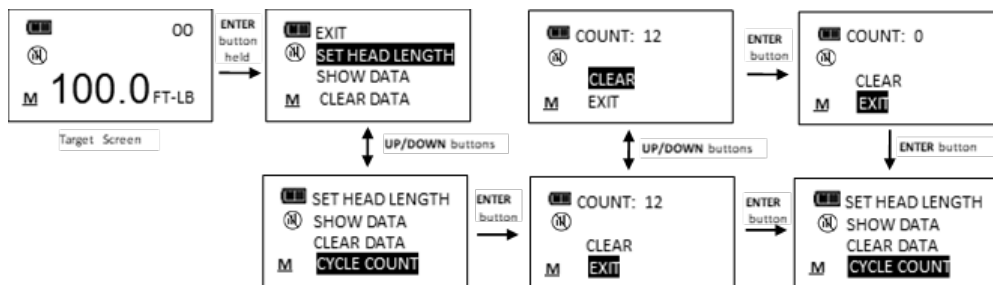 00
100.0 FT-LB
M
Target Screen
ENTER
button
held
EXIT
SET HEAD LENGTH
SHOW DATA
M CLEAR DATA
UP/DOWN buttons
SET HEAD LENGTH
SHOW DATA
CLEAR DATA
M CYCLE COUNT
ENTER
button
COUNT: 12
CLEAR
M EXIT
UP/DOWN buttons
COUNT: 12
CLEAR
M EXIT
ENTER
button
COUNT: 0
CLEAR
M EXIT
ENTER button
ENTER
button
SET HEAD LENGTH
SHOW DATA
CLEAR DATA
M CYCLE COUNT